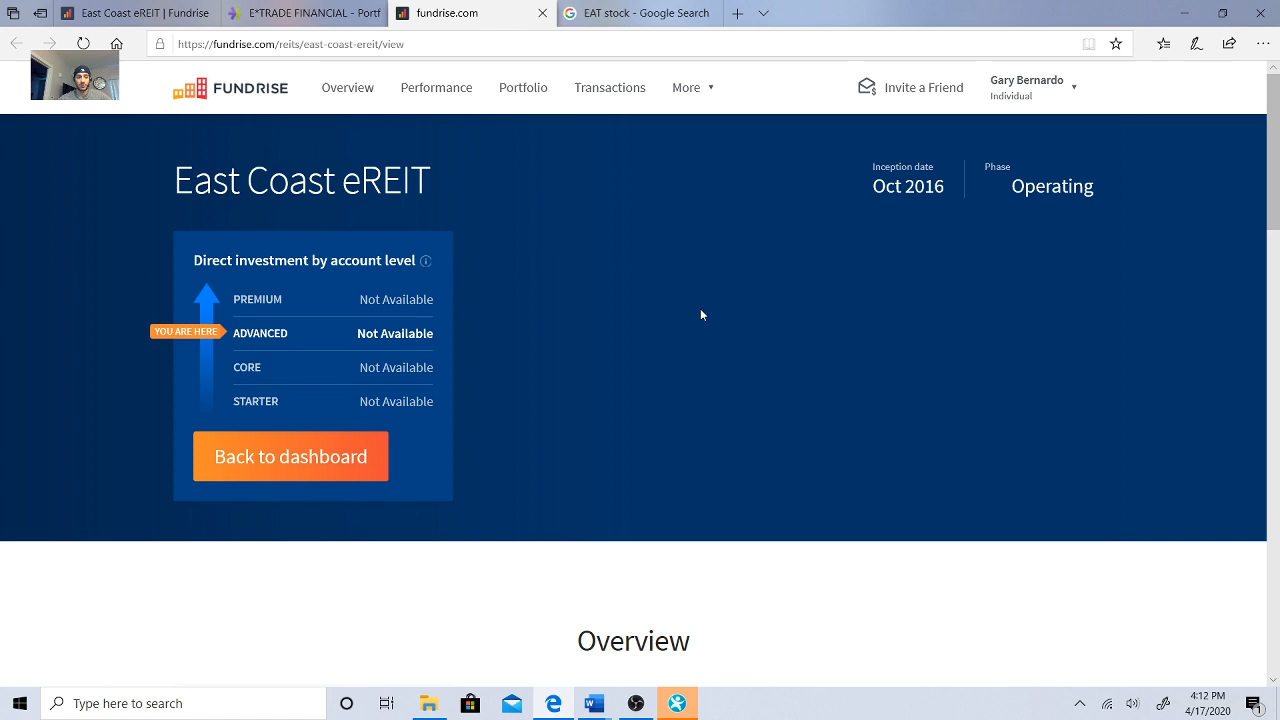 East Coast eREIT | Fundrise
E*TRADE FINANCIAL - Port
fundrise.com
EAT stock - Google Search
https://fundrise.com/reits/east-coast-ereit/view
FUNDRISE
Overview
Performance
Portfolio
Transactions
More
Invite a Friend
Gary Bernardo
Individual
East Coast eREIT
Inception date
Oct 2016
Phase
Operating
Direct investment by account level
PREMIUM Not Available
YOU ARE HERE
ADVANCED Not Available
CORE Not Available
STARTER Not Available
Back to dashboard
Overview
Type here to search
4:12 PM
4/17/2020
1